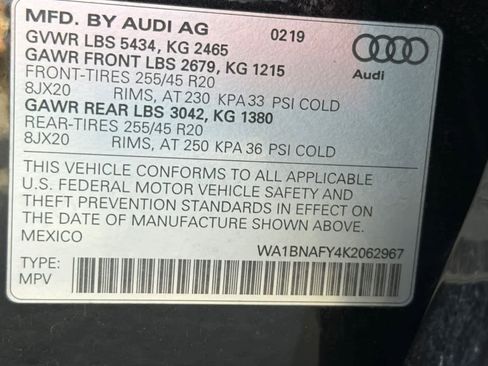 MFD. BY AUDI AG 0219
GVWR LBS 5434, KG 2465
GAWR FRONT LBS 2679, KG 1215
FRONT-TIRES 255/45 R20
8JX20 RIMS, AT 230 KPA 33 PSI COLD
GAWR REAR LBS 3042, KG 1380
REAR-TIRES 255/45 R20
8JX20 RIMS, AT 250 KPA 36 PSI COLD
Audi
THIS VEHICLE CONFORMS TO ALL APPLICABLE
U.S. FEDERAL MOTOR VEHICLE SAFETY AND
THEFT PREVENTION STANDARDS IN EFFECT ON
THE DATE OF MANUFACTURE SHOWN ABOVE.
MEXICO
WA1BNAFY4K2062967
TYPE:
MPV